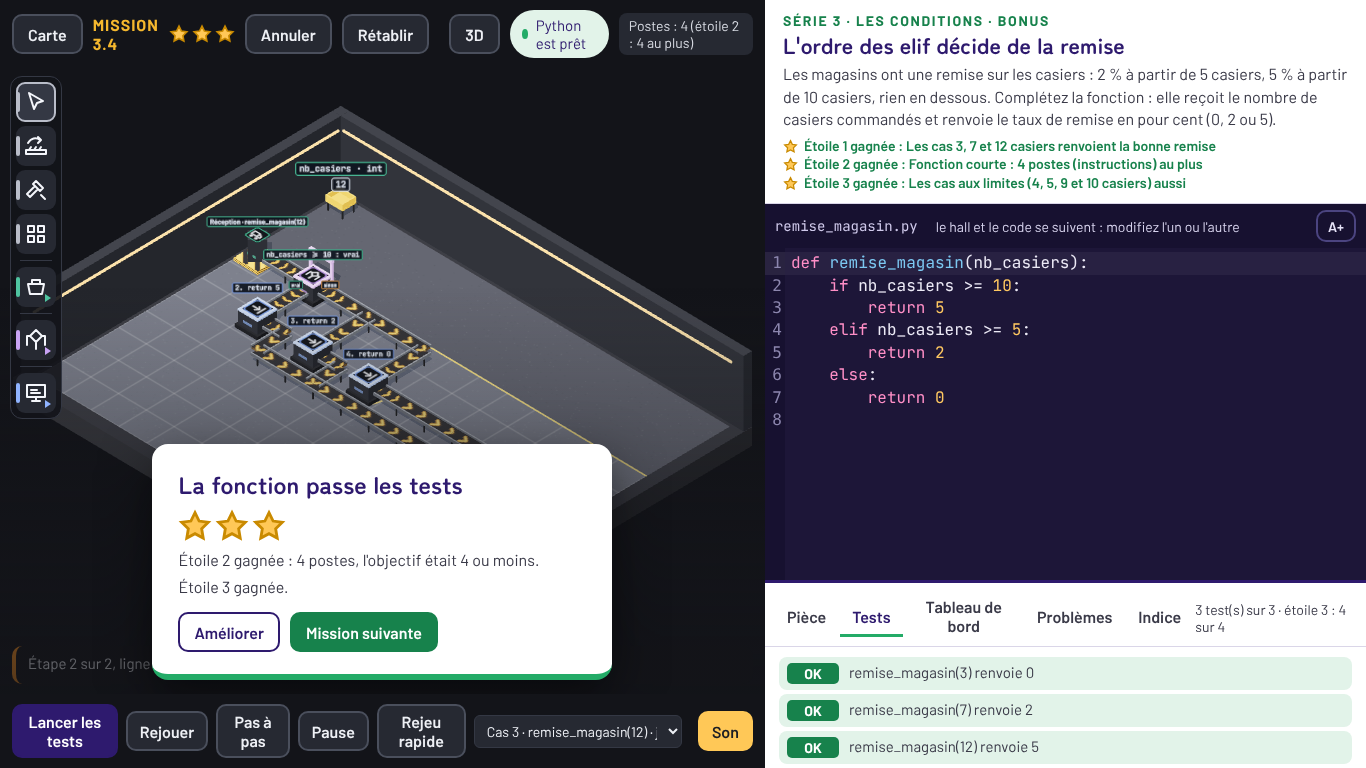 Carte
MISSION
3.4
Annuler
Rétablir
3D
Python
est prêt
Postes : 4 (étoile 2
: 4 au plus)
nb_casiers · int
12
Réception · remise_magasin(12)
nb_casiers ≥ 10 : vrai
2. return 5
3. return 2
4. return 0
La fonction passe les tests
Étoile 2 gagnée : 4 postes, l'objectif était 4 ou moins.
Étoile 3 gagnée.
Améliorer
Mission suivante
Étape 2 sur 2, ligne
Lancer les
tests
Rejouer
Pas à
pas
Pause
Rejeu
rapide
Cas 3 · remise_magasin(12) ·
Son
SÉRIE 3 · LES CONDITIONS · BONUS
L'ordre des elif décide de la remise
Les magasins ont une remise sur les casiers : 2 % à partir de 5 casiers, 5 % à partir
de 10 casiers, rien en dessous. Complétez la fonction : elle reçoit le nombre de
casiers commandés et renvoie le taux de remise en pour cent (0, 2 ou 5).
Étoile 1 gagnée : Les cas 3, 7 et 12 casiers renvoient la bonne remise
Étoile 2 gagnée : Fonction courte : 4 postes (instructions) au plus
Étoile 3 gagnée : Les cas aux limites (4, 5, 9 et 10 casiers) aussi
remise_magasin.py
le hall et le code se suivent : modifiez l'un ou l'autre
A+
1 def remise_magasin(nb_casiers):
2     if nb_casiers >= 10:
3         return 5
4     elif nb_casiers >= 5:
5         return 2
6     else:
7         return 0
8
Pièce
Tests
Tableau de
bord
Problèmes
Indice
3 test(s) sur 3 · étoile 3 : 4
sur 4
OK remise_magasin(3) renvoie 0
OK remise_magasin(7) renvoie 2
OK remise_magasin(12) renvoie 5